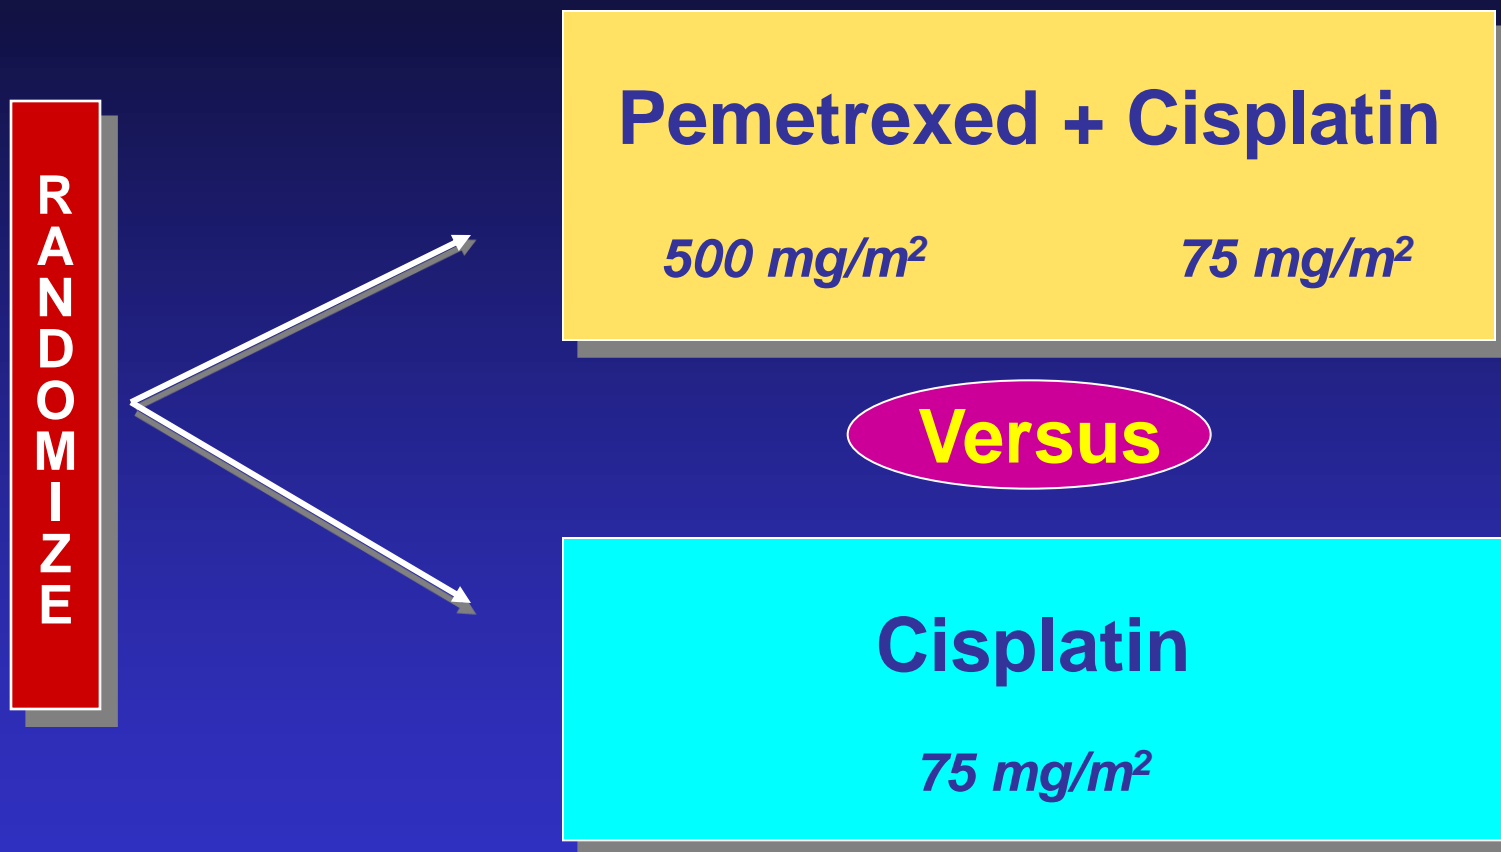 RANDOMIZE
Pemetrexed + Cisplatin
500 mg/m² 75 mg/m²
Versus
Cisplatin
75 mg/m²